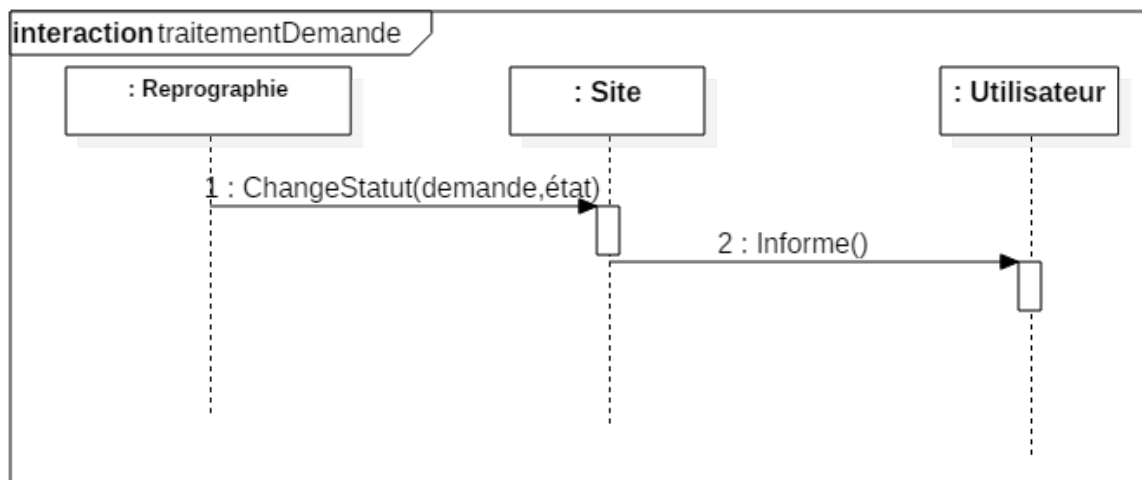 interaction traitementDemande
: Reprographie
: Site
: Utilisateur
1 : ChangeStatut(demande,état)
2 : Informe()